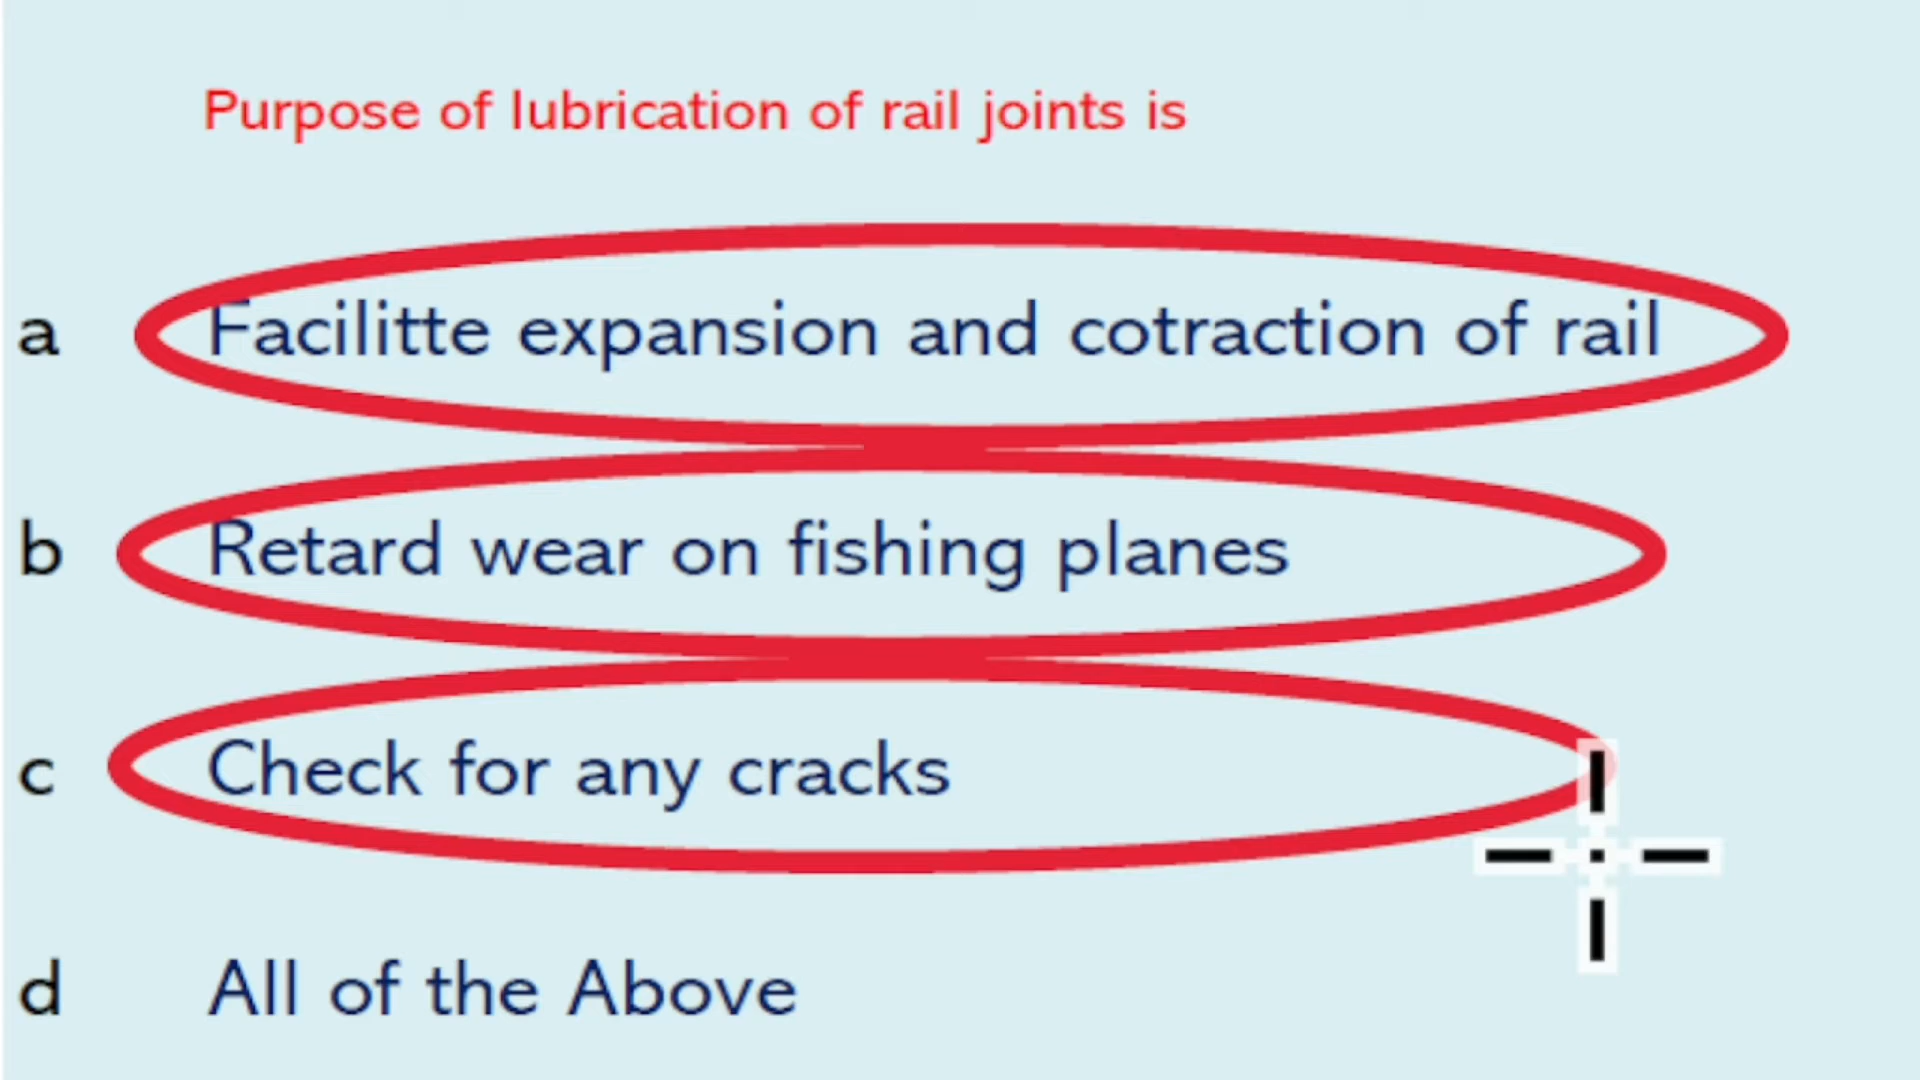 Purpose of lubrication of rail joints is
a Facilitte expansion and cotraction of rail
b Retard wear on fishing planes
c Check for any cracks
d All of the Above